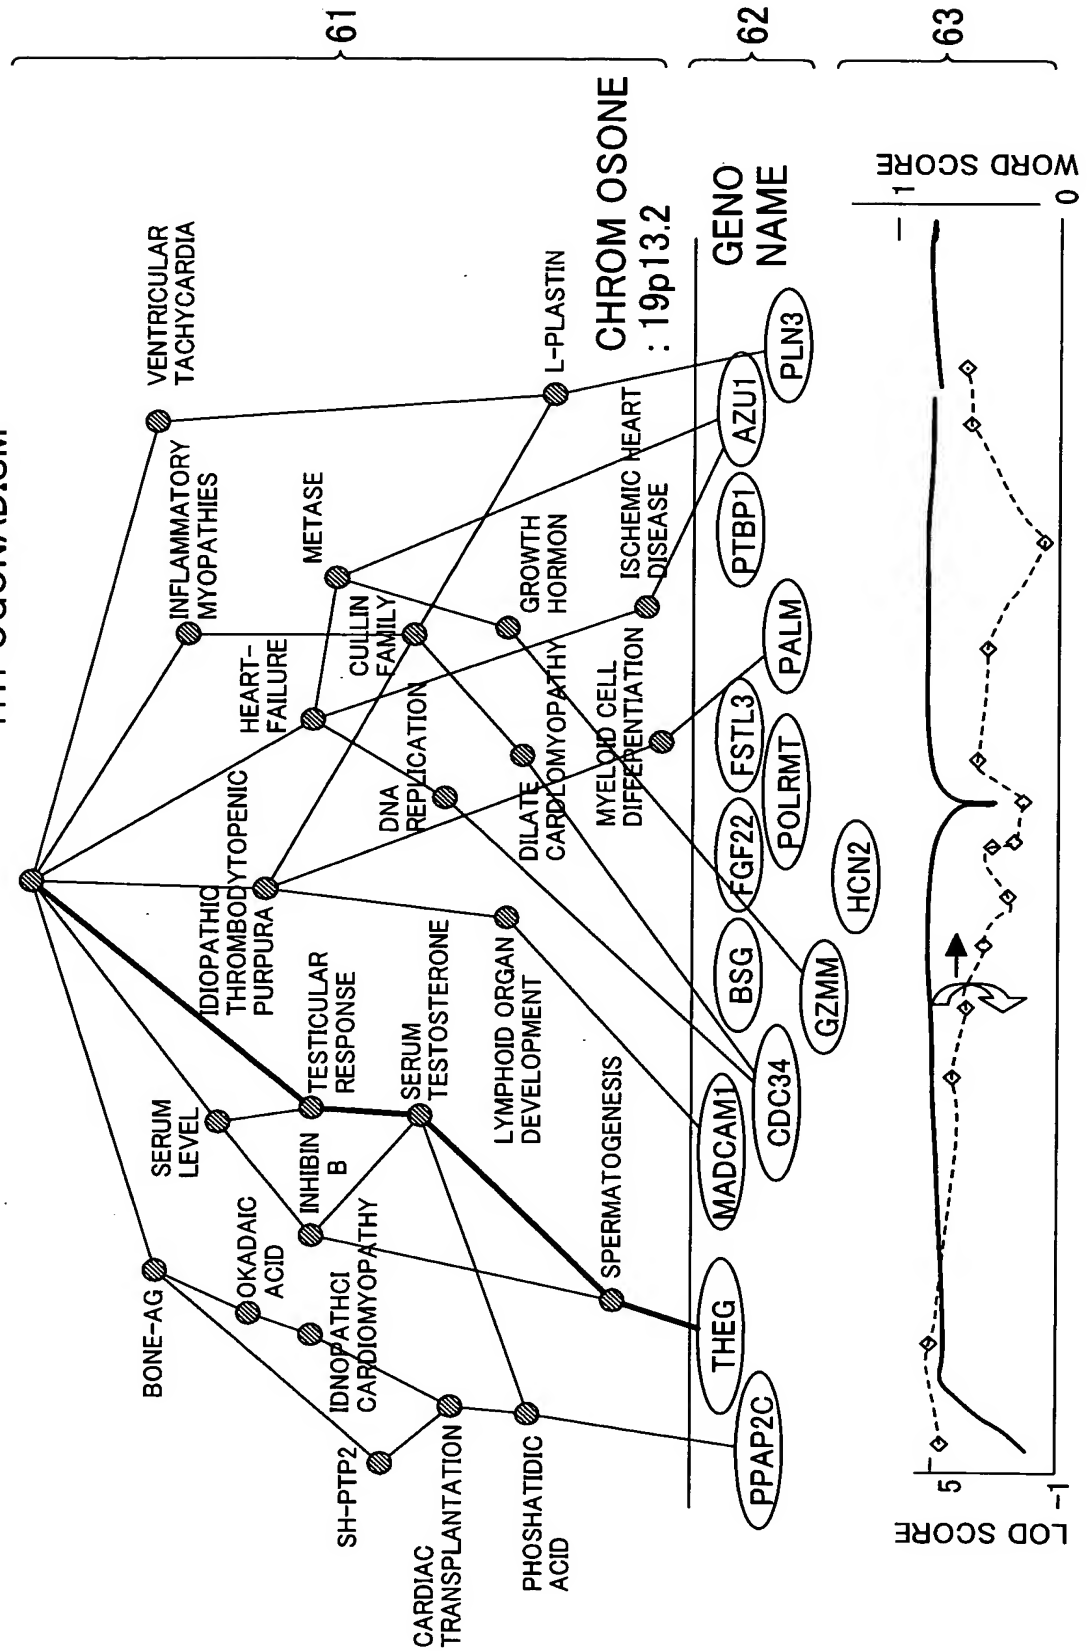 BONE-AG
SERUM
LEVEL
OKADAIC
ACID
IDNOPATHCI
CARDIOMYOPATHY
SH-PTP2
CARDIAC
TRANSPLANTATION
PHOSHATIDIC
ACID
INHIBIN
B
TESTICULAR
RESPONSE
SERUM
TESTOSTERONE
SPERMATOGENESIS
IDIOPATHIC
THROMBODYTOPENIC
PURPURA
LYMPHOID ORGAN
DEVELOPMENT
HEART-
FAILURE
DNA
REPLICATION
INFLAMMATORY
MYOPATHIES
METASE
CULLIN
FAMILY
DILATE
CARDLOMYOPATHY
GROWTH
HORMON
MYELOID CELL
DIFFERENTIATION
ISCHEMIC HEART
DISEASE
VENTRICULAR
TACHYCARDIA
L-PLASTIN
61
CHROM OSONE
: 19p13.2
PPAP2C
THEG
MADCAM1
CDC34
BSG
GZMM
FGF22
HCN2
FSTL3
POLRMT
PALM
PTBP1
AZU1
PLN3
GENO
NAME
62
LOD SCORE
5
-1
1
0
WORD SCORE
63